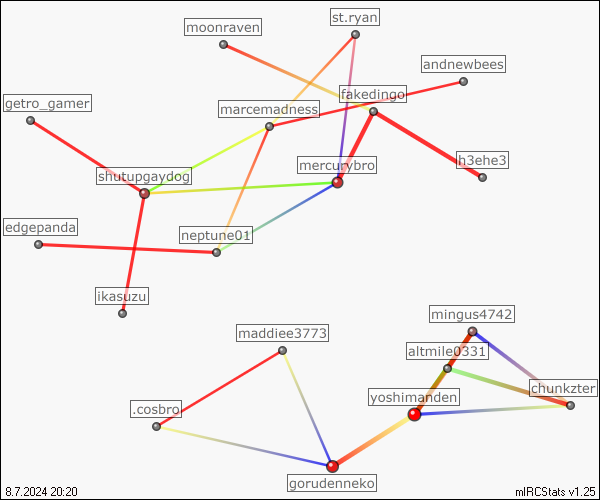 st.ryan
moonraven
andnewbees
fakedingo
getro_gamer
marcemadness
h3ehe3
mercurybro
shutupgaydog
edgepanda
neptune01
ikasuzu
mingus4742
maddiee3773
altmile0331
chunkzter
yoshimanden
.cosbro
gorudenneko
8.7.2024 20:20
mIRCStats v1.25